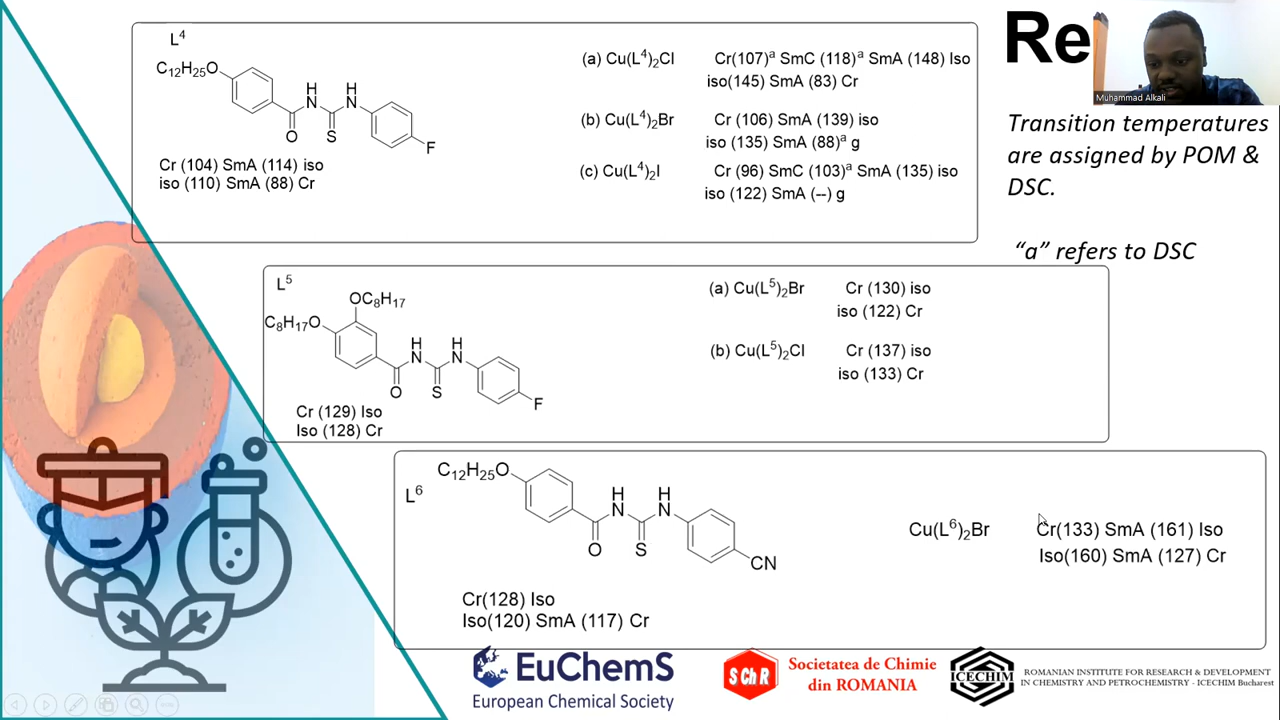 Re
Muhammad Alkali
Transition temperatures
are assigned by POM &
DSC.
“a” refers to DSC
L⁴
C₁₂H₂₅O
H
N
H
N
O
S
F
Cr (104) SmA (114) iso
iso (110) SmA (88) Cr
(a) Cu(L⁴)₂Cl Cr(107)ᵃ SmC (118)ᵃ SmA (148) Iso
iso(145) SmA (83) Cr
(b) Cu(L⁴)₂Br Cr (106) SmA (139) iso
iso (135) SmA (88)ᵃ g
(c) Cu(L⁴)₂I Cr (96) SmC (103)ᵃ SmA (135) iso
iso (122) SmA (--) g
L⁵
OC₈H₁₇
C₈H₁₇O
H
N
H
N
O
S
F
Cr (129) Iso
Iso (128) Cr
(a) Cu(L⁵)₂Br Cr (130) iso
iso (122) Cr
(b) Cu(L⁵)₂Cl Cr (137) iso
iso (133) Cr
C₁₂H₂₅O
L⁶
H
N
H
N
O
S
CN
Cr(128) Iso
Iso(120) SmA (117) Cr
Cu(L⁶)₂Br Cr(133) SmA (161) Iso
Iso(160) SmA (127) Cr
EuChemS
European Chemical Society
SChR
Societatea de Chimie
din ROMANIA
ICECHIM
ROMANIAN INSTITUTE FOR RESEARCH & DEVELOPMENT
IN CHEMISTRY AND PETROCHEMISTRY - ICECHIM Bucharest